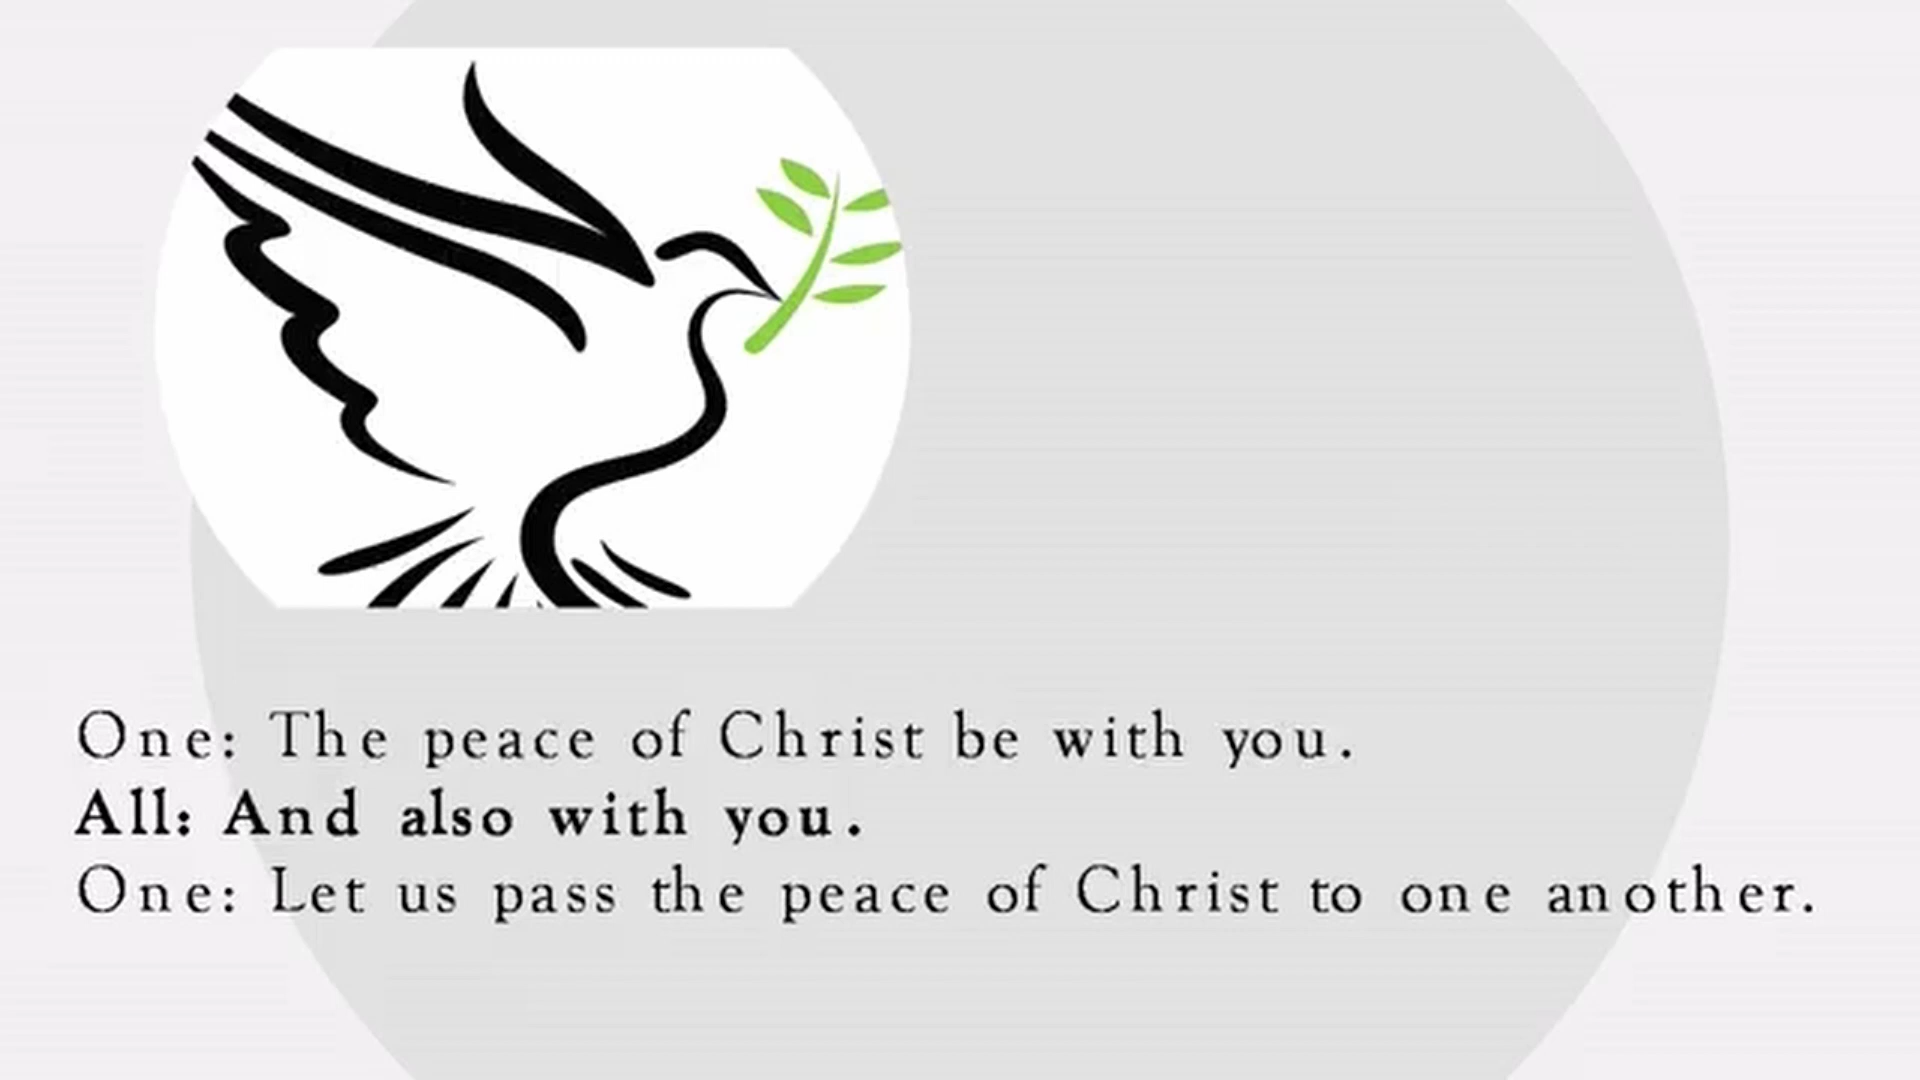 One: The peace of Christ be with you.
All: And also with you.
One: Let us pass the peace of Christ to one another.